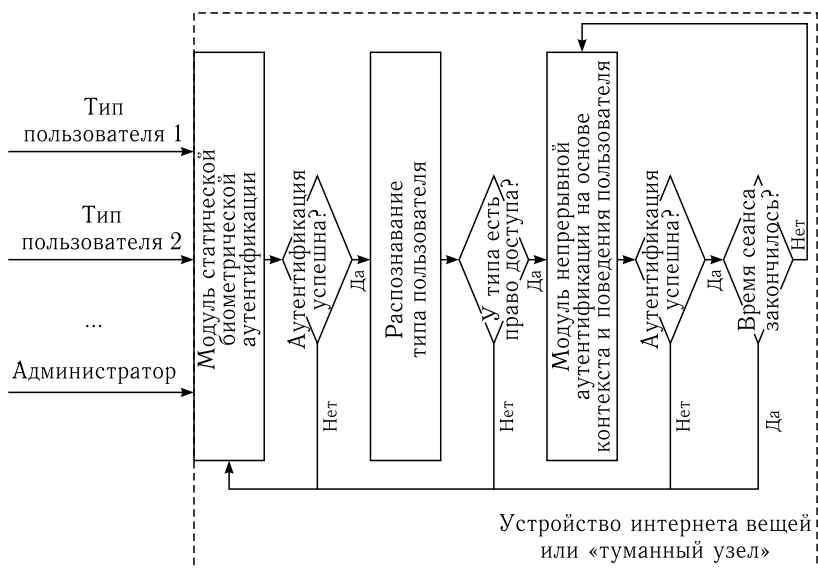 Тип
пользователя 1
Тип
пользователя 2
...
Администратор
Модуль статической
биометрической
аутентификации
Аутентификация
успешна?
Да
Нет
Распознавание
типа пользователя
У типа есть
право доступа?
Да
Нет
Модуль непрерывной
аутентификации на основе
контекста и поведения пользователя
Аутентификация
успешна?
Да
Нет
Время сеанса
закончилось?
Нет
Да
Устройство интернета вещей
или «туманный узел»